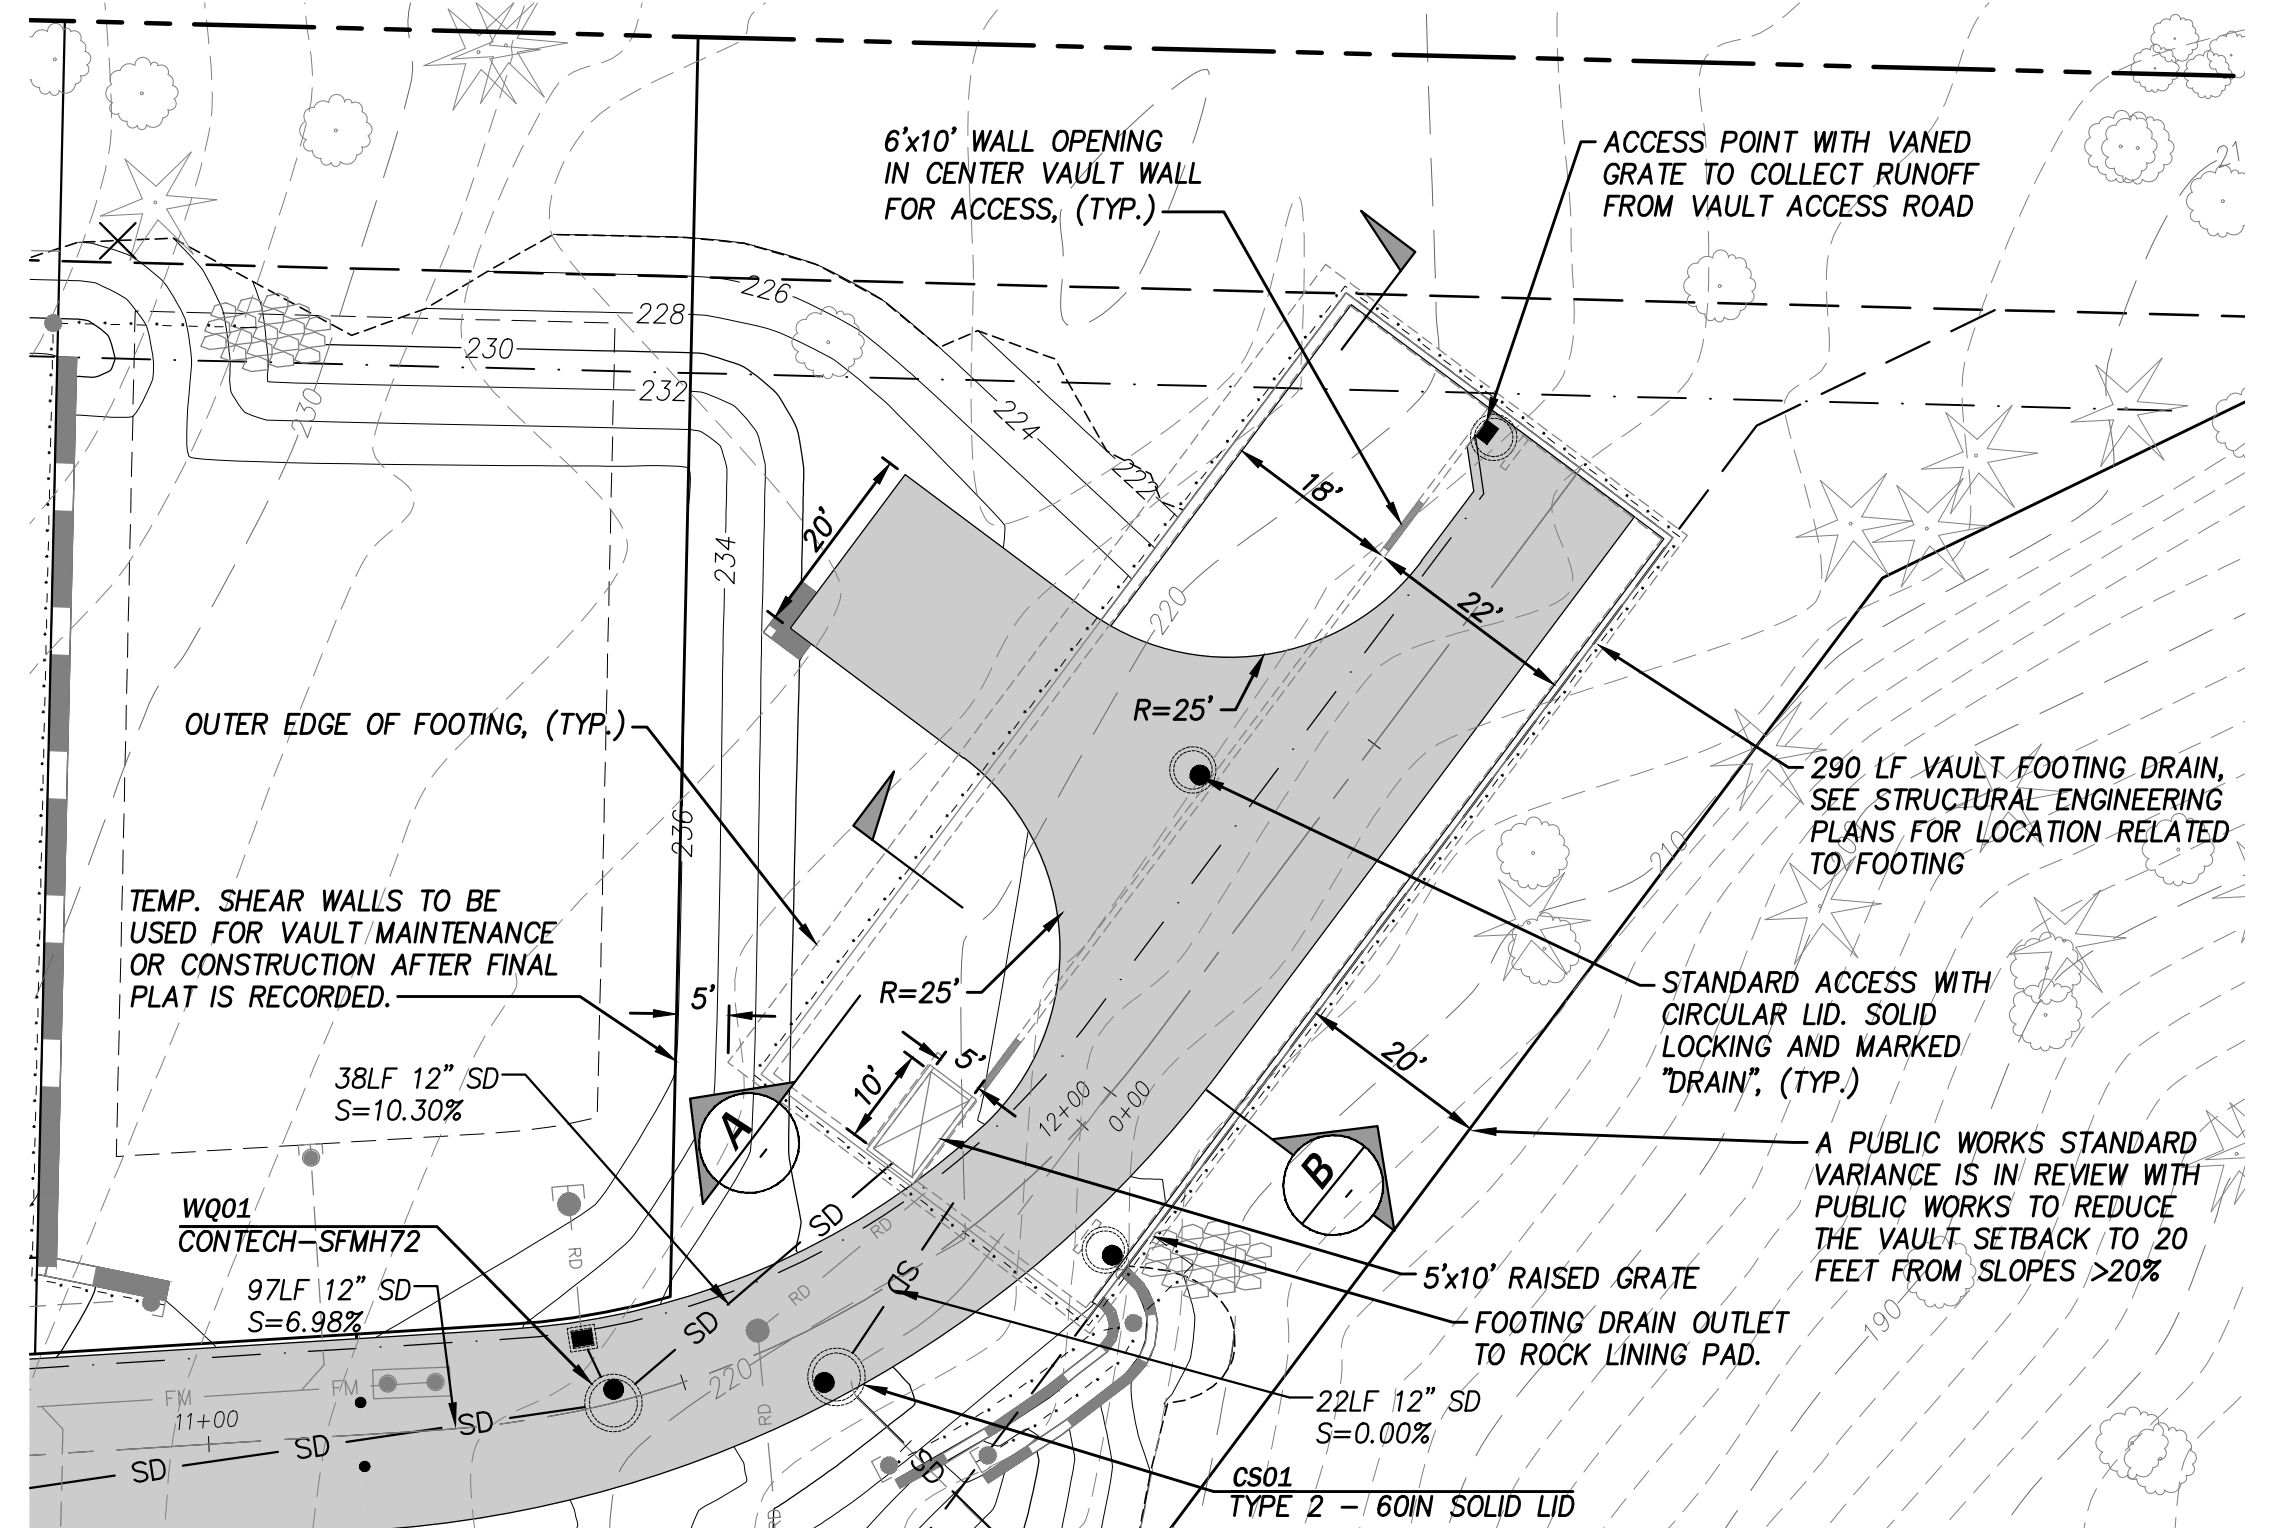 6'x10' WALL OPENING
IN CENTER VAULT WALL
FOR ACCESS, (TYP.)
ACCESS POINT WITH VANED
GRATE TO COLLECT RUNOFF
FROM VAULT ACCESS ROAD
21
226
228
230
232
230
224
222
234
236
220
20'
18'
22'
R=25'
OUTER EDGE OF FOOTING, (TYP.)
290 LF VAULT FOOTING DRAIN,
SEE STRUCTURAL ENGINEERING
PLANS FOR LOCATION RELATED
TO FOOTING
210
TEMP. SHEAR WALLS TO BE
USED FOR VAULT MAINTENANCE
OR CONSTRUCTION AFTER FINAL
PLAT IS RECORDED.
5'
R=25'
10'
5'
12+00
0+00
20'
STANDARD ACCESS WITH
CIRCULAR LID. SOLID
LOCKING AND MARKED
"DRAIN", (TYP.)
38LF 12" SD
S=10.30%
A
-
B
-
A PUBLIC WORKS STANDARD
VARIANCE IS IN REVIEW WITH
PUBLIC WORKS TO REDUCE
THE VAULT SETBACK TO 20
FEET FROM SLOPES >20%
WQ01
CONTECH-SFMH72
97LF 12" SD
S=6.98%
RD
SD
RD
SD
RD
SD
5'x10' RAISED GRATE
FOOTING DRAIN OUTLET
TO ROCK LINING PAD.
190
FM
FM
11+00
220
RD
SD
SD
SD
SD
RD
22LF 12" SD
S=0.00%
CS01
TYPE 2 - 60IN SOLID LID